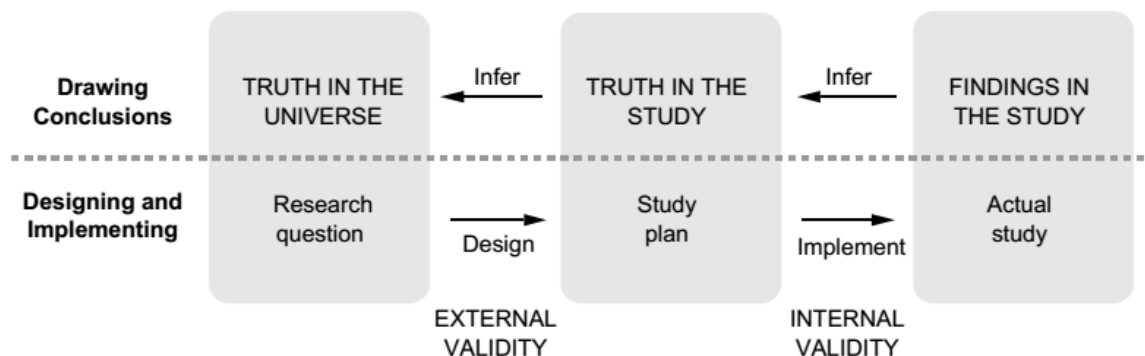 Drawing
Conclusions
TRUTH IN THE
UNIVERSE
Infer
TRUTH IN THE
STUDY
Infer
FINDINGS IN
THE STUDY
Designing and
Implementing
Research
question
Design
Study
plan
Implement
Actual
study
EXTERNAL
VALIDITY
INTERNAL
VALIDITY